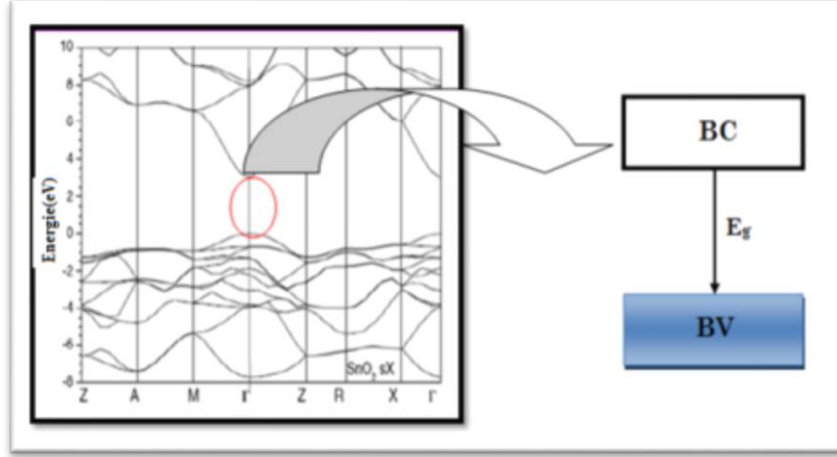 10
8
6
4
2
0
-2
-4
-6
-8
Energie(eV)
Z A M Γ Z R X Γ
SnO2 sX
BC
Eg
BV